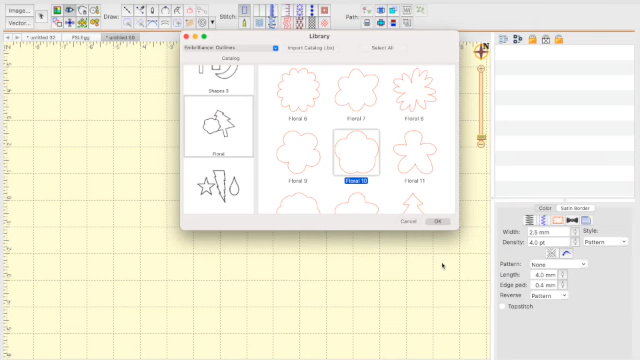 Image...
Vector...
Draw:
Stitch:
Path:
* untitled 32
FSl Egg
* untitled 59
N
Library
Embrilliance Outlines
Import Catalog (.txt)
Select All
Catalog
Shapes 3
Floral
Floral 6
Floral 7
Floral 8
Floral 9
Floral 10
Floral 11
Cancel
OK
Color
Satin Border
Width:
2.5 mm
Style:
Density:
4.0 pt
Pattern
Pattern:
None
Length:
4.0 mm
Edge pad:
0.4 mm
Reverse
Pattern
Topstitch